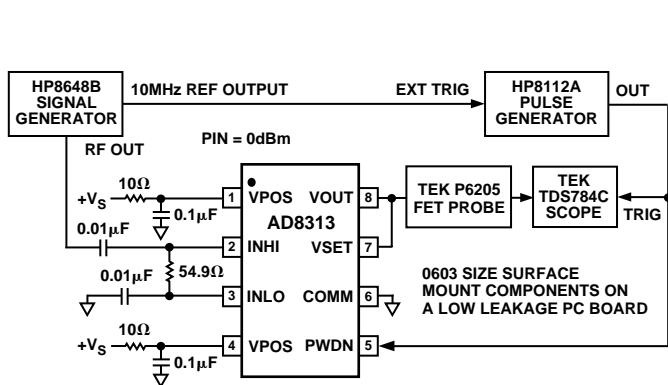 HP8648B
SIGNAL
GENERATOR
10MHz REF OUTPUT
EXT TRIG
HP8112A
PULSE
GENERATOR
OUT
RF OUT
PIN = 0dBm
+VS
10Ω
0.1μF
0.01μF
54.9Ω
0.01μF
+VS
10Ω
0.1μF
1
VPOS
2
INHI
3
INLO
4
VPOS
AD8313
VOUT
8
VSET
7
COMM
6
PWDN
5
TEK P6205
FET PROBE
TEK
TDS784C
SCOPE
TRIG
0603 SIZE SURFACE
MOUNT COMPONENTS ON
A LOW LEAKAGE PC BOARD